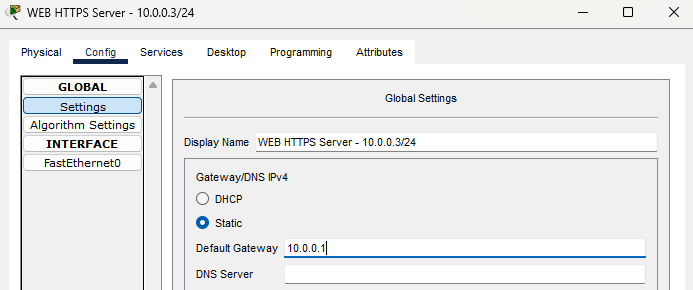 WEB HTTPS Server - 10.0.0.3/24
Physical Config Services Desktop Programming Attributes
GLOBAL
Settings
Algorithm Settings
INTERFACE
FastEthernet0
Global Settings
Display Name WEB HTTPS Server - 10.0.0.3/24
Gateway/DNS IPv4
DHCP
Static
Default Gateway 10.0.0.1
DNS Server